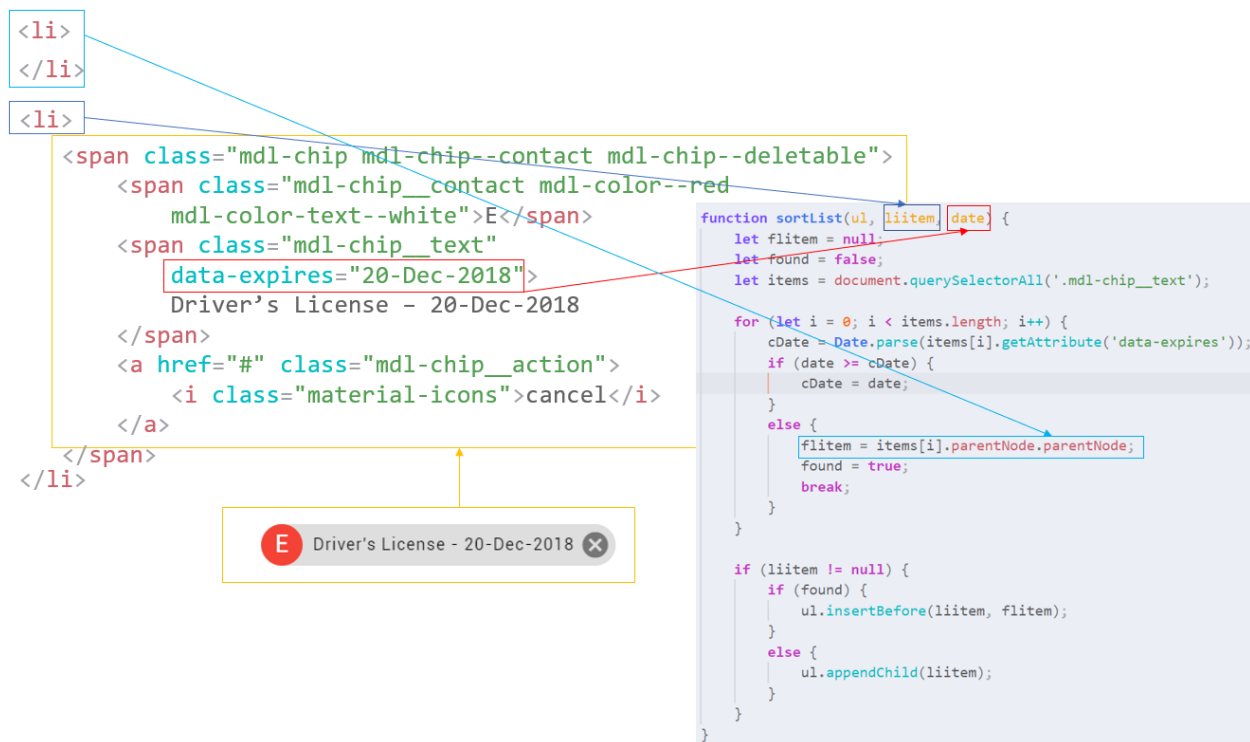 <li>
</li>
<li>
<span class="mdl-chip mdl-chip--contact mdl-chip--deletable">
<span class="mdl-chip__contact mdl-color--red
mdl-color-text--white">E</span>
<span class="mdl-chip__text"
data-expires="20-Dec-2018">
Driver’s License – 20-Dec-2018
</span>
<a href="#" class="mdl-chip__action">
<i class="material-icons">cancel</i>
</a>
</span>
</li>
E Driver's License - 20-Dec-2018
function sortList(ul, liitem, date) {
let flitem = null;
let found = false;
let items = document.querySelectorAll('.mdl-chip__text');
for (let i = 0; i < items.length; i++) {
cDate = Date.parse(items[i].getAttribute('data-expires'));
if (date >= cDate) {
cDate = date;
}
else {
flitem = items[i].parentNode.parentNode;
found = true;
break;
}
}
if (liitem != null) {
if (found) {
ul.insertBefore(liitem, flitem);
}
else {
ul.appendChild(liitem);
}
}
}